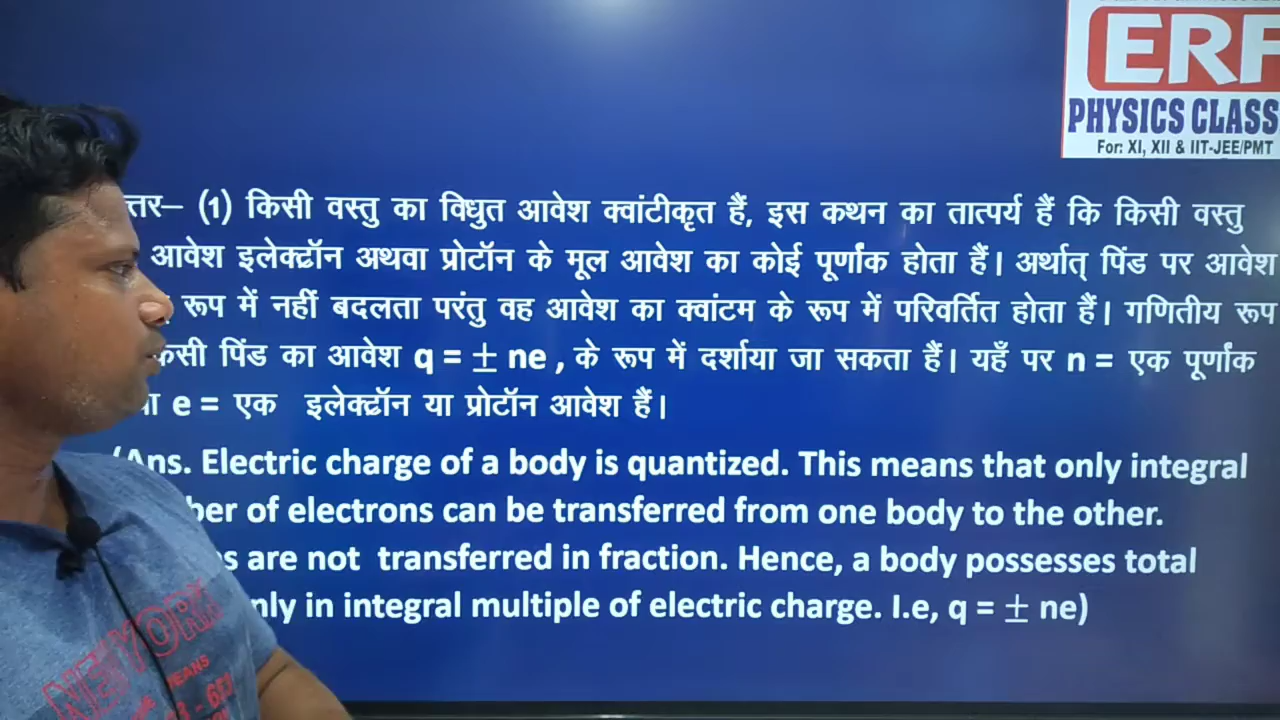 ERF
PHYSICS CLASS
For: XI, XII & IIT-JEE/PMT
त्तर– (1) किसी वस्तु का विधुत आवेश क्वांटीकृत हैं, इस कथन का तात्पर्य हैं कि किसी वस्तु
आवेश इलेक्ट्रॉन अथवा प्रोटॉन के मूल आवेश का कोई पूर्णांक होता हैं। अर्थात् पिंड पर आवेश
रूप में नहीं बदलता परंतु वह आवेश का क्वांटम के रूप में परिवर्तित होता हैं। गणितीय रूप
किसी पिंड का आवेश q = ± ne , के रूप में दर्शाया जा सकता हैं। यहँ पर n = एक पूर्णांक
e = एक इलेक्ट्रॉन या प्रोटॉन आवेश हैं।
(Ans. Electric charge of a body is quantized. This means that only integral
ber of electrons can be transferred from one body to the other.
s are not transferred in fraction. Hence, a body possesses total
nly in integral multiple of electric charge. I.e, q = ± ne)
NEWYORK
JEANS